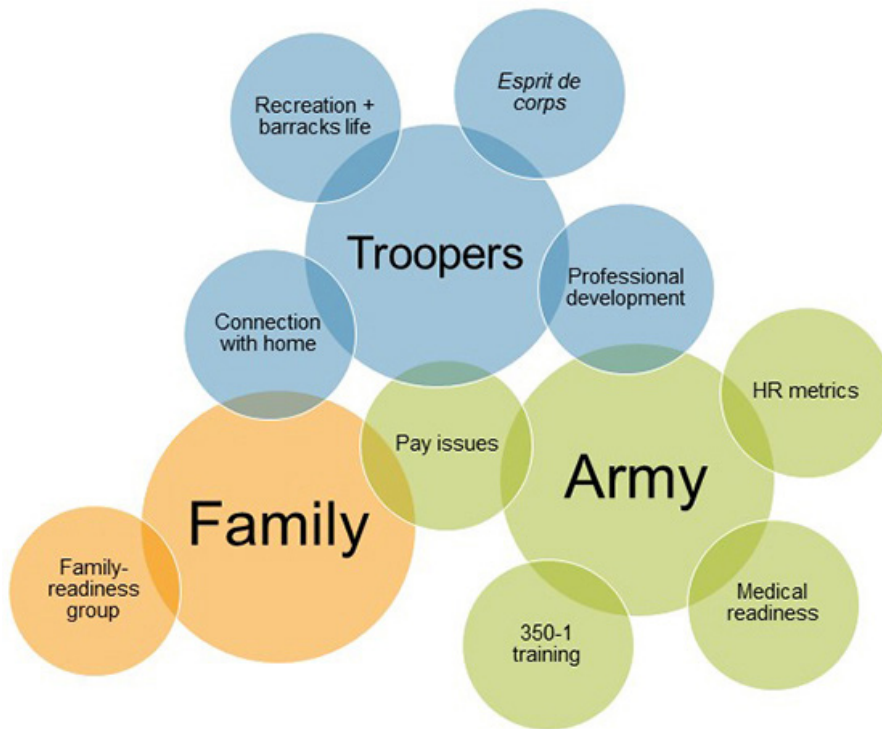 Esprit de
corps
Recreation +
barracks life
Troopers
Professional
development
Connection
with home
HR metrics
Pay issues
Army
Family
Family-
readiness
group
Medical
readiness
350-1
training